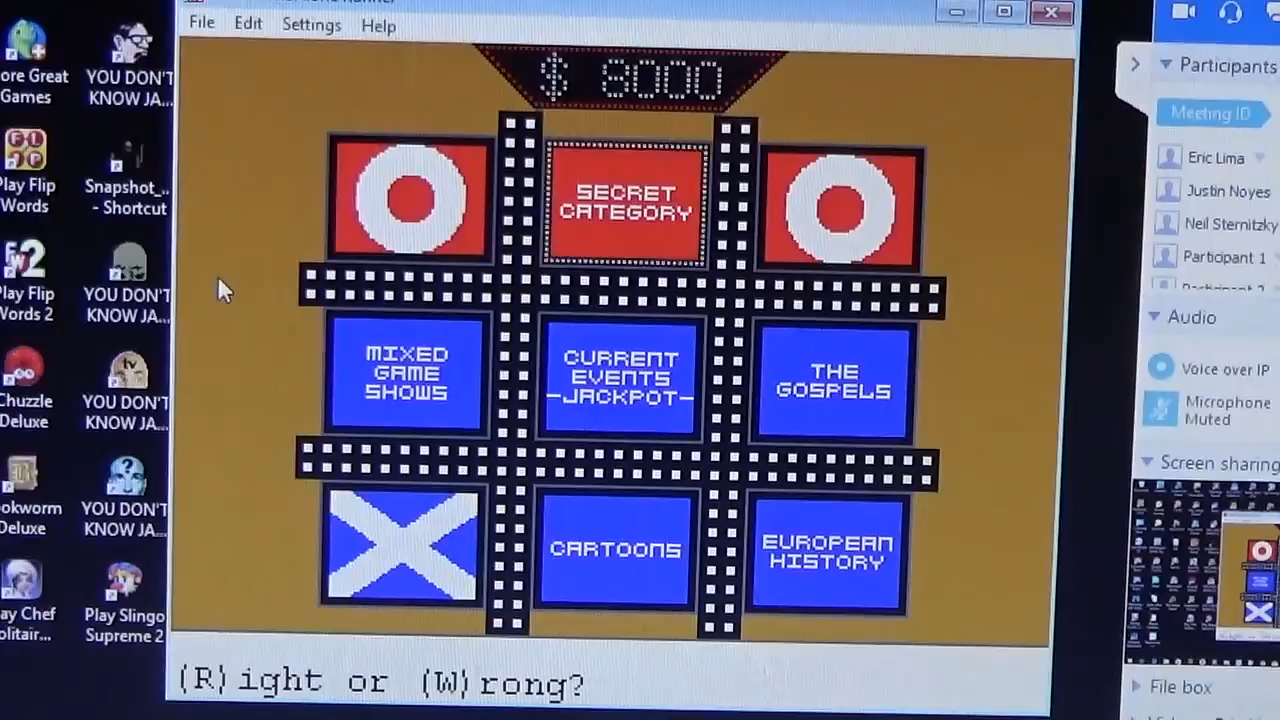 File Edit Settings Help
$ 8000
SECRET
CATEGORY
MIXED
GAME
SHOWS
CURRENT
EVENTS
-JACKPOT-
THE
GOSPELS
CARTOONS
EUROPEAN
HISTORY
(R)ight or (W)rong?
ore Great
Games
YOU DON'T
KNOW JA...
Play Flip
Words
Snapshot_...
- Shortcut
Play Flip
Words 2
YOU DON'T
KNOW JA...
Chuzzle
Deluxe
YOU DON'T
KNOW JA...
ookworm
Deluxe
YOU DON'T
KNOW JA...
ay Chef
olitair...
Play Slingo
Supreme 2
Participants
Meeting ID
Eric Lima
Justin Noyes
Neil Sternitzky
Participant 1
Audio
Voice over IP
Microphone
Muted
Screen sharing
File box